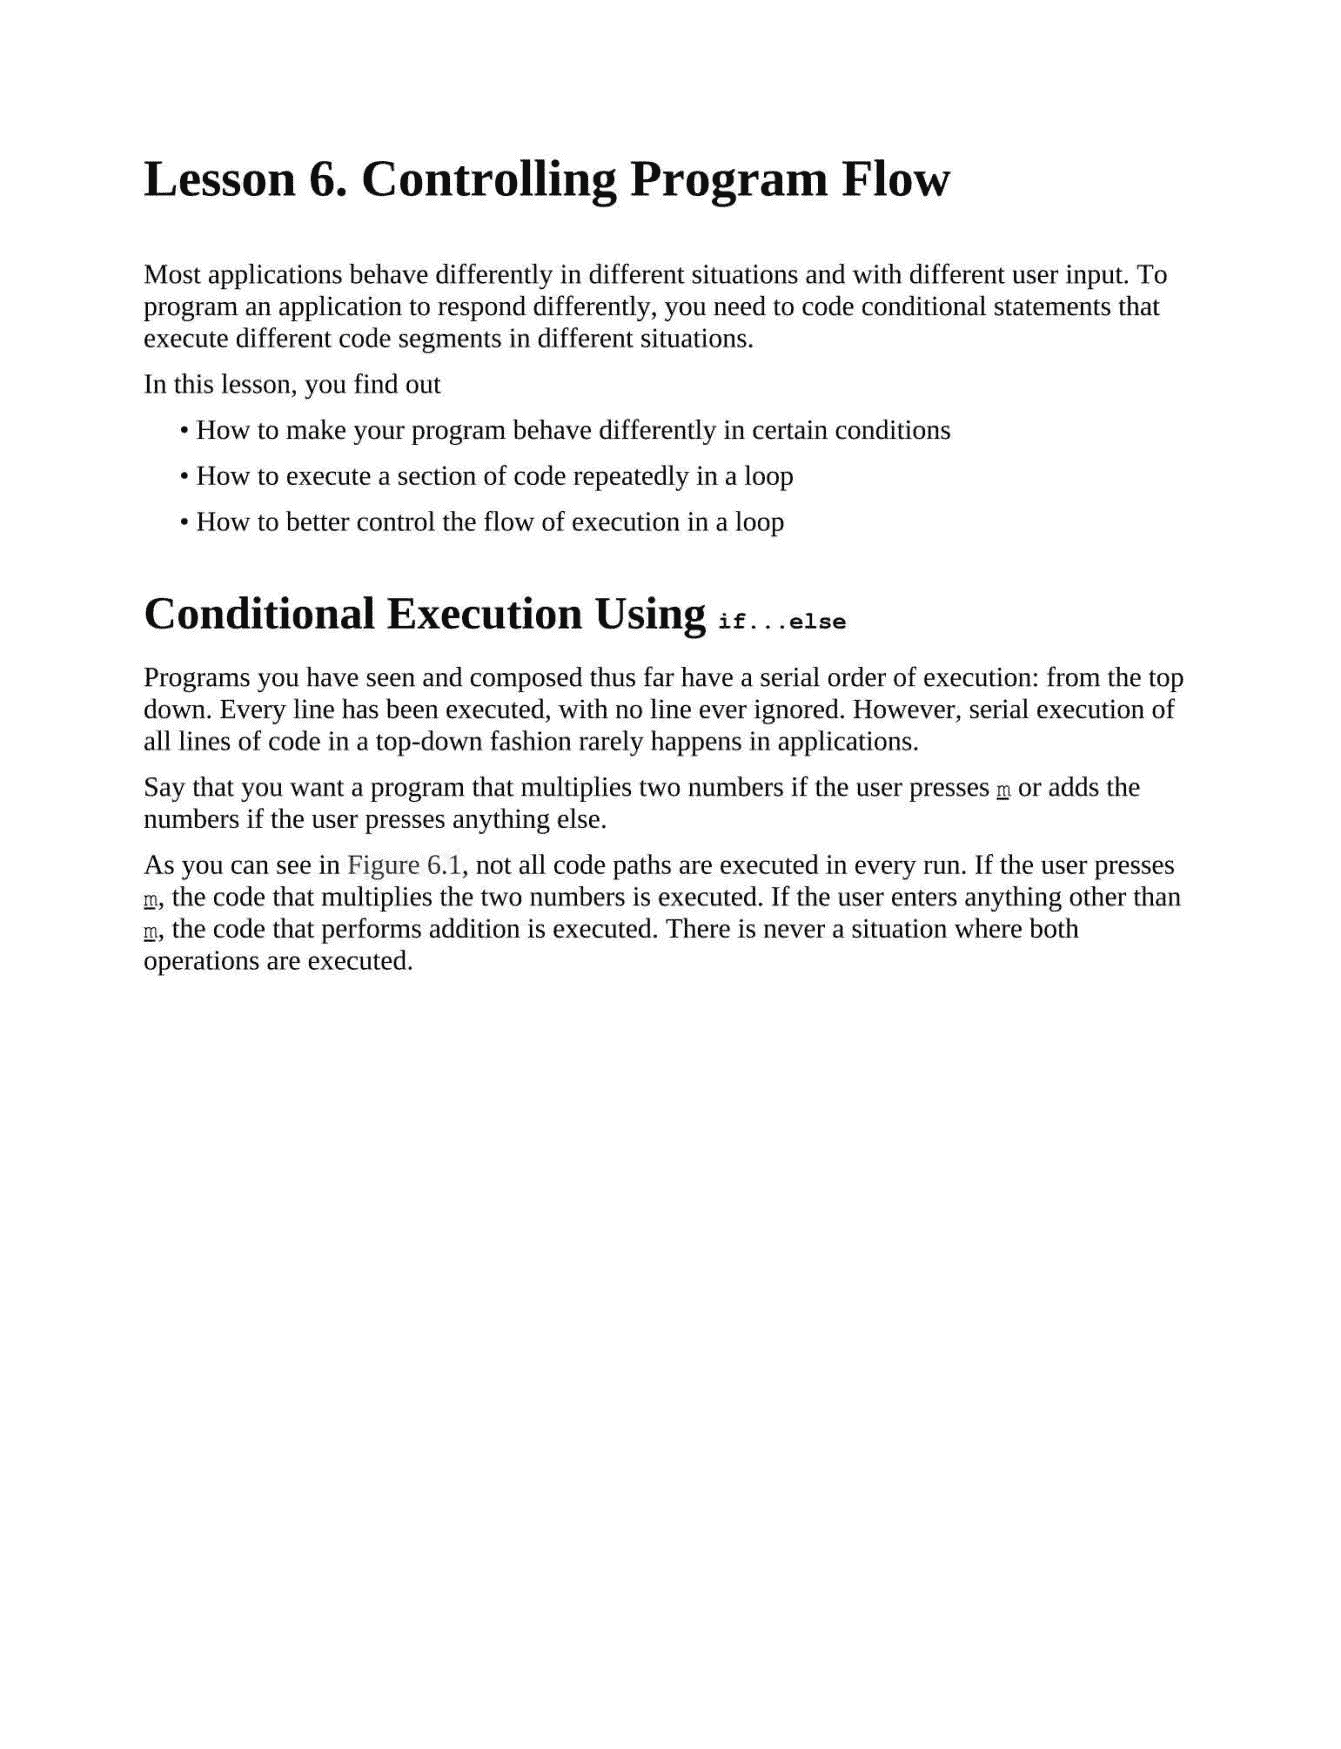 Lesson 6. Controlling Program Flow
Most applications behave differently in different situations and with different user input. To
program an application to respond differently, you need to code conditional statements that
execute different code segments in different situations.
In this lesson, you find out
• How to make your program behave differently in certain conditions
• How to execute a section of code repeatedly in a loop
• How to better control the flow of execution in a loop
Conditional Execution Using if...else
Programs you have seen and composed thus far have a serial order of execution: from the top
down. Every line has been executed, with no line ever ignored. However, serial execution of
all lines of code in a top-down fashion rarely happens in applications.
Say that you want a program that multiplies two numbers if the user presses m or adds the
numbers if the user presses anything else.
As you can see in Figure 6.1, not all code paths are executed in every run. If the user presses
m, the code that multiplies the two numbers is executed. If the user enters anything other than
m, the code that performs addition is executed. There is never a situation where both
operations are executed.